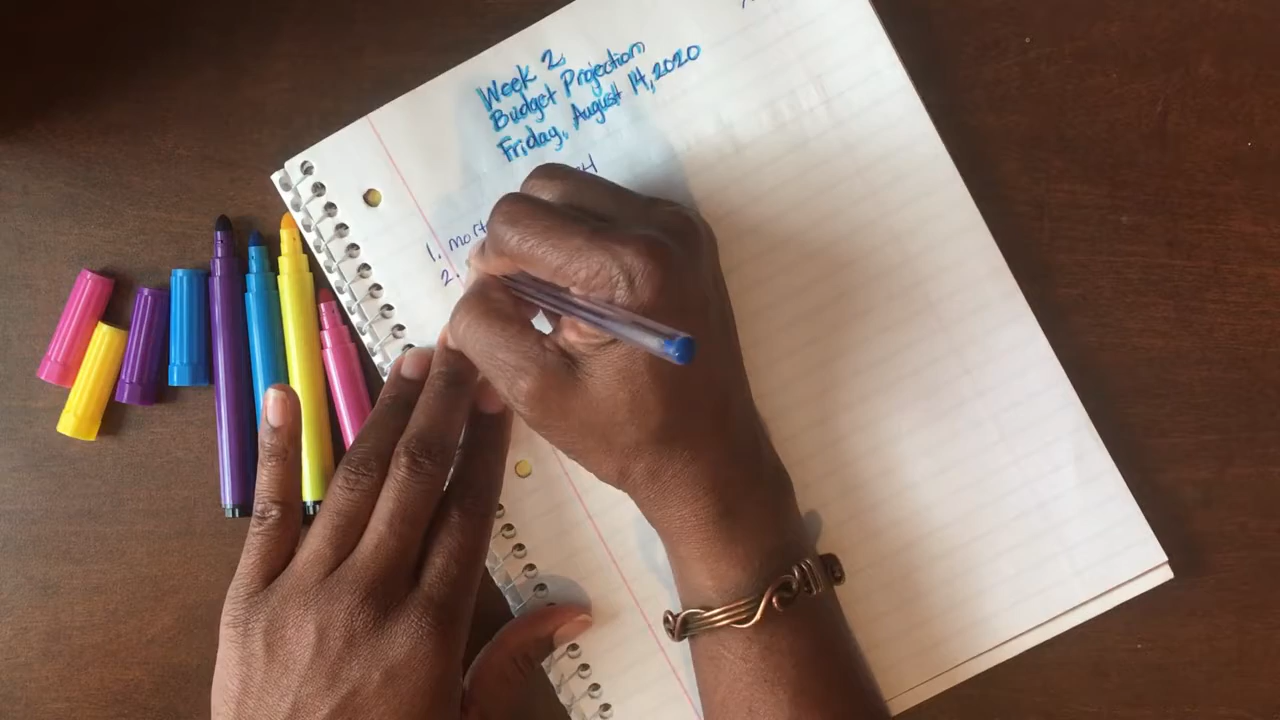 Week 2
Budget Projection
Friday, August 14, 2020
1.
2.